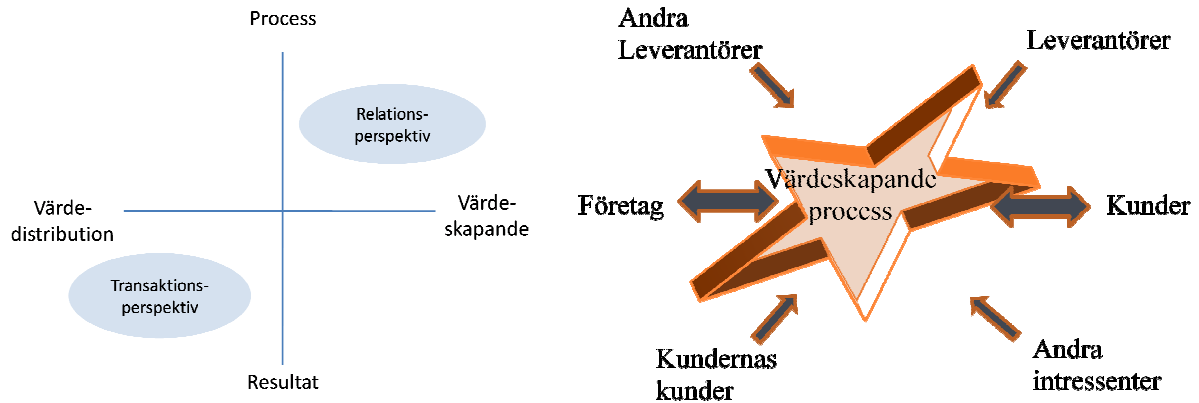 Process
Relations-
perspektiv
Värde-
distribution
Värde-
skapande
Transaktions-
perspektiv
Resultat
Andra
Leverantörer
Leverantörer
Värdeskapande
process
Företag
Kunder
Kundernas
kunder
Andra
intressenter